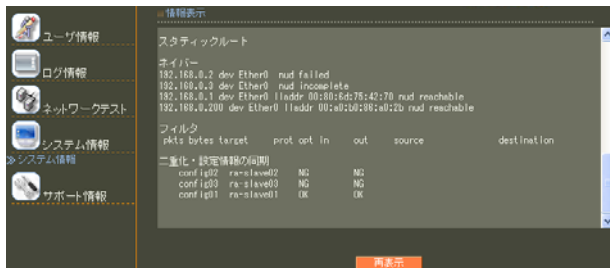 ユーザ情報
ログ情報
ネットワークテスト
システム情報
≫システム情報
サポート情報
情報表示
スタティックルート
ネイバー
192.168.0.2 dev Ether0 nud failed
192.168.0.3 dev Ether0 nud incomplete
192.168.0.1 dev Ether0 lladdr 00:80:6d:75:42:70 nud reachable
192.168.0.200 dev Ether0 lladdr 00:a0:b0:86:a0:2b nud reachable
フィルタ
pkts bytes target prot opt in out source destination
二重化・設定情報の同期
config02 ra-slave02 NG NG
config03 ra-slave03 NG NG
config01 ra-slave01 OK OK
再表示